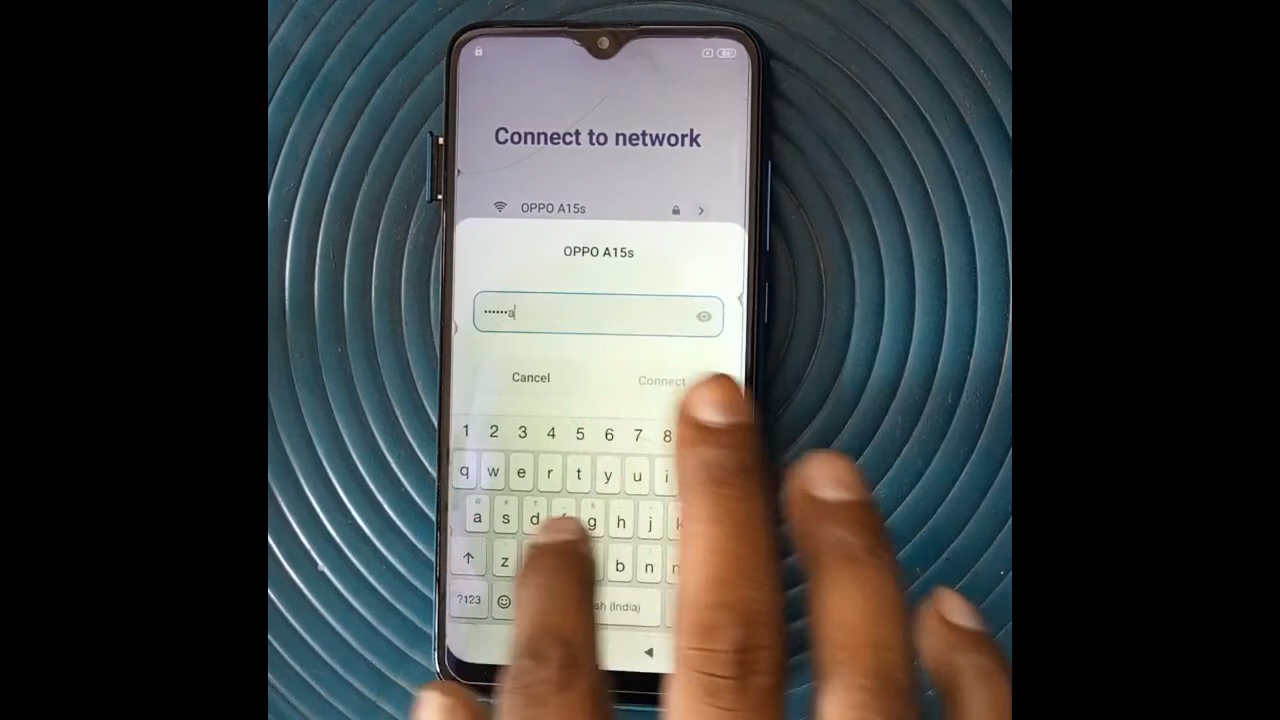 Connect to network
OPPO A15s
OPPO A15s
••••••a
Cancel Connect
1 2 3 4 5 6 7 8
q w e r t y u i
a s d g h j k
z b n
?123 sh (India)